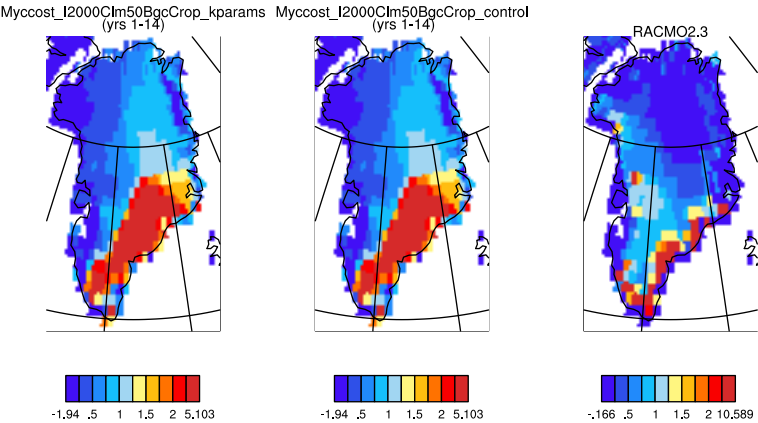 Myccost_I2000Clm50BgcCrop_kparams
(yrs 1-14)
Myccost_I2000Clm50BgcCrop_control
(yrs 1-14)
RACMO2.3
-1.94 .5 1 1.5 2 5.103
-1.94 .5 1 1.5 2 5.103
-.166 .5 1 1.5 2 10.589